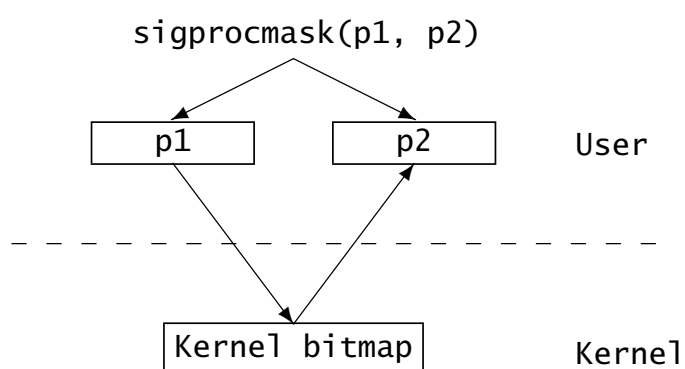 sigprocmask(p1, p2)
p1 p2 User
Kernel bitmap Kernel